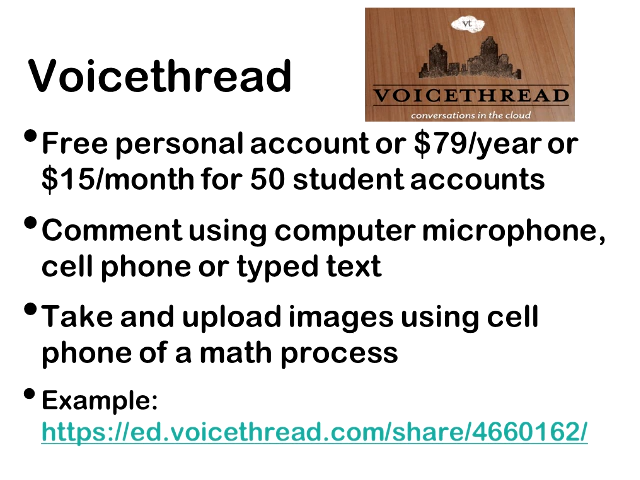 vt
VOICETHREAD
conversations in the cloud
Voicethread
•Free personal account or $79/year or
$15/month for 50 student accounts
•Comment using computer microphone,
cell phone or typed text
•Take and upload images using cell
phone of a math process
•Example:
https://ed.voicethread.com/share/4660162/